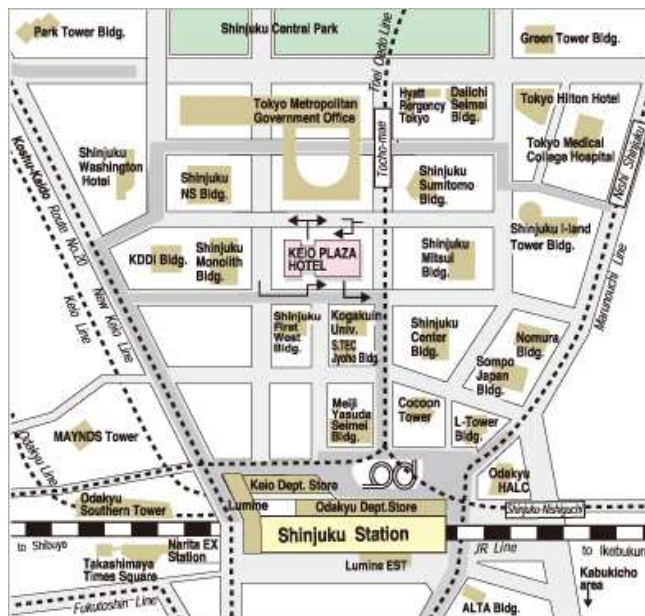 Park Tower Bldg.
Shinjuku Central Park
Green Tower Bldg.
Toei Oedo Line
Tokyo Metropolitan
Government Office
Hyatt
Rergency
Tokyo
Daiichi
Seimei
Bldg.
Tokyo Hilton Hotel
Tokyo Medical
College Hospital
Nishi Shinjuku
Tocho-mae
Shinjuku
Washington
Hotel
Shinjuku
NS Bldg.
Shinjuku
Sumitomo
Bldg.
Koshu-Kaido Route No.20
Shinjuku I-land
Tower Bldg.
KDDI Bldg.
Shinjuku
Monolith
Bldg.
KEIO PLAZA
HOTEL
Shinjuku
Mitsui
Bldg.
Keio Line
New Keio Line
Marunouchi Line
Shinjuku
First
West
Bldg.
Kogakuin
Univ.
S.TEC
Jyoho Bldg
Shinjuku
Center
Bldg.
Nomura
Bldg.
Sompo
Japan
Bldg.
Meiji
Yasuda
Seimei
Bldg.
Cocoon
Tower
L-Tower
Bldg.
MAYNDS Tower
Odakyu Line
Keio Dept. Store
Odakyu
HALC
Odakyu
Southern Tower
Lumine
Odakyu Dept.Store
Shinjuku-Nishiguchi
Shinjuku Station
to Shibuya
Narita EX
Station
JR Line
to Ikebukuro
Takashimaya
Times Square
Lumine EST
Kabukicho
area
Fukutoshin Line
ALTA Bldg.